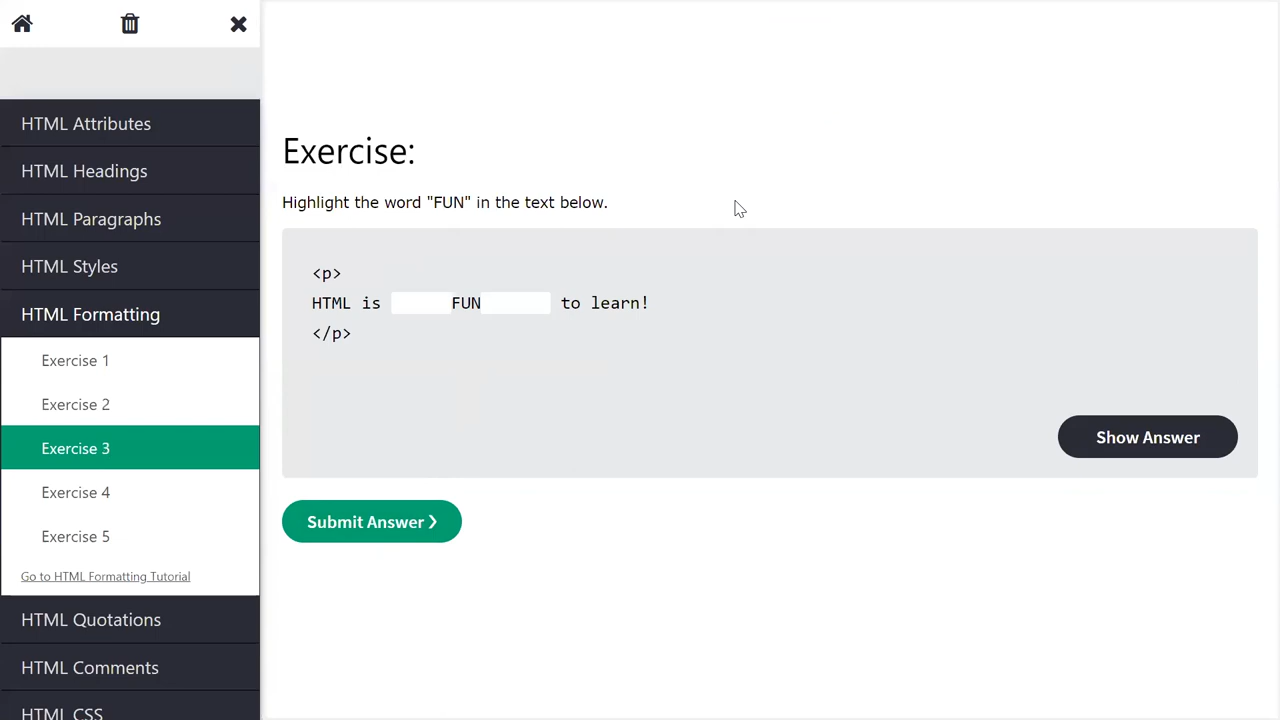 HTML Attributes
HTML Headings
HTML Paragraphs
HTML Styles
HTML Formatting
Exercise 1
Exercise 2
Exercise 3
Exercise 4
Exercise 5
Go to HTML Formatting Tutorial
HTML Quotations
HTML Comments
HTML CSS
Exercise:
Highlight the word "FUN" in the text below.
<p>
HTML is FUN to learn!
</p>
Show Answer
Submit Answer ❯